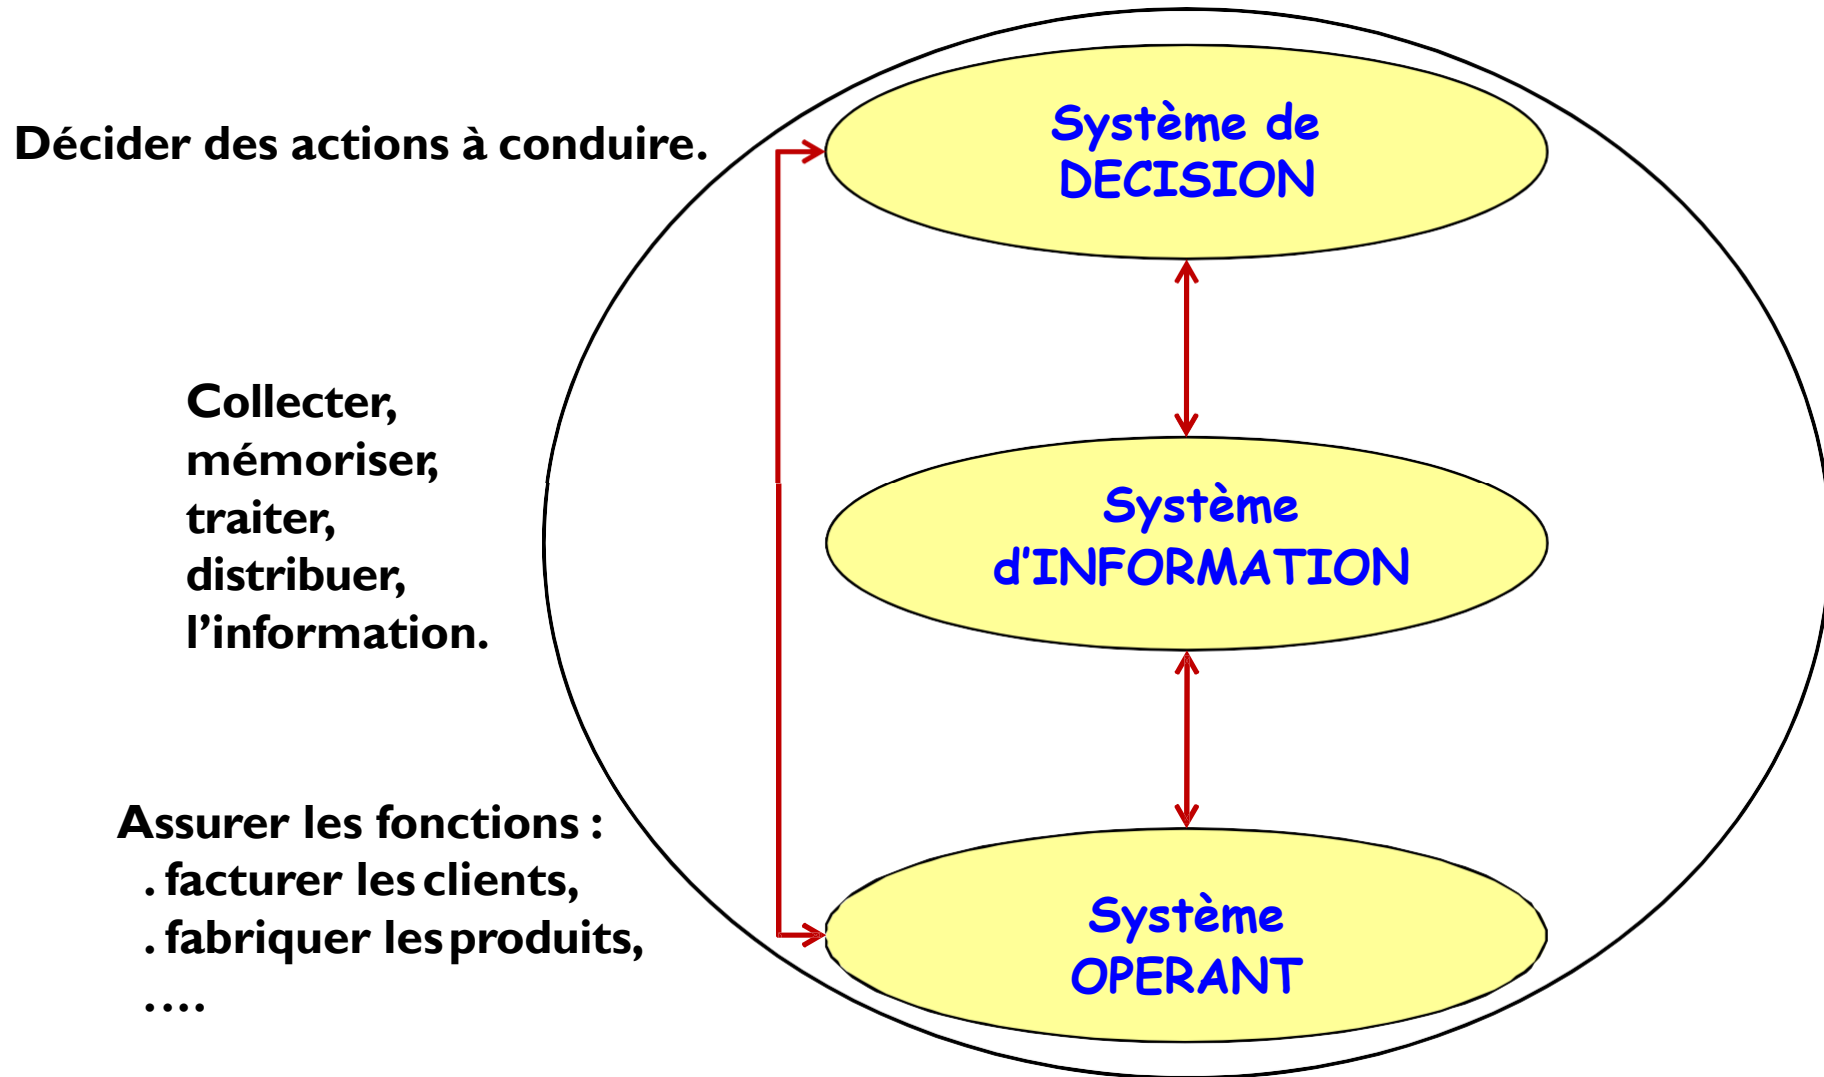 Décider des actions à conduire.
Système de
DECISION
Collecter,
mémoriser,
traiter,
distribuer,
l’information.
Système
d’INFORMATION
Assurer les fonctions :
. facturer les clients,
. fabriquer les produits,
....
Système
OPERANT